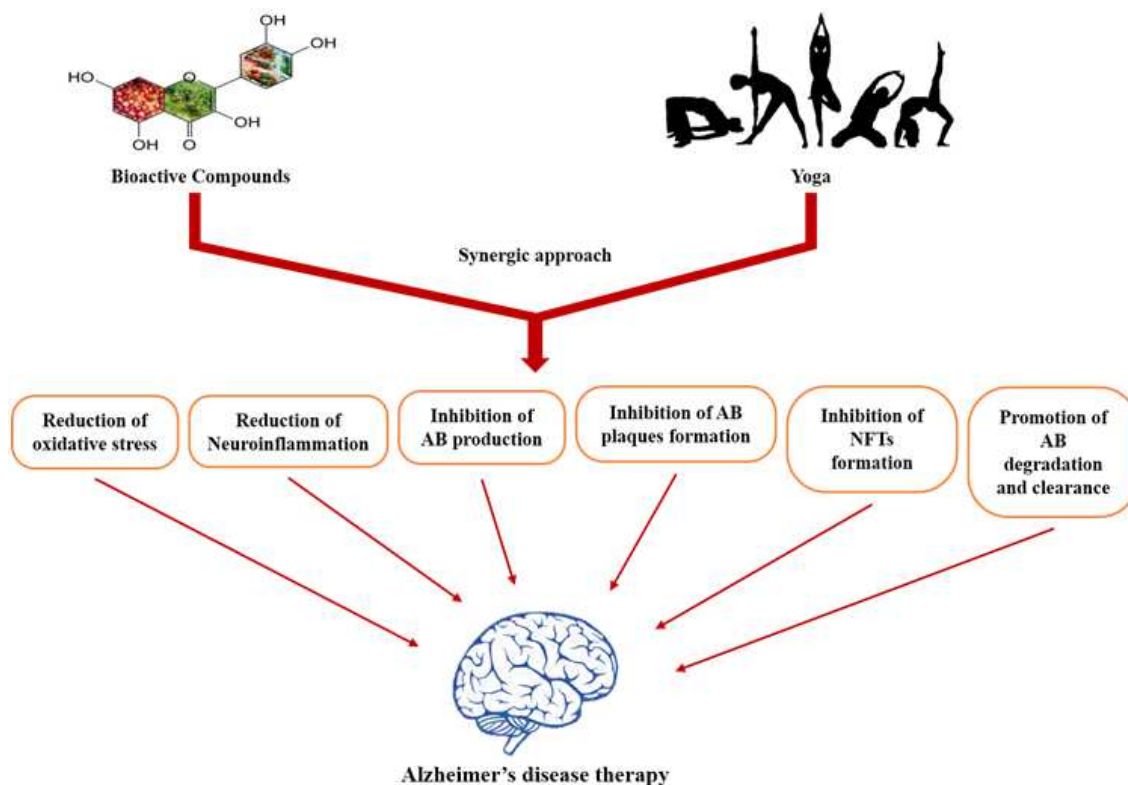 OH
OH
HO
O
OH
OH
O
Bioactive Compounds
Yoga
Synergic approach
Reduction of
oxidative stress
Reduction of
Neuroinflammation
Inhibition of
AB production
Inhibition of AB
plaques formation
Inhibition of
NFTs
formation
Promotion of
AB
degradation
and clearance
Alzheimer’s disease therapy